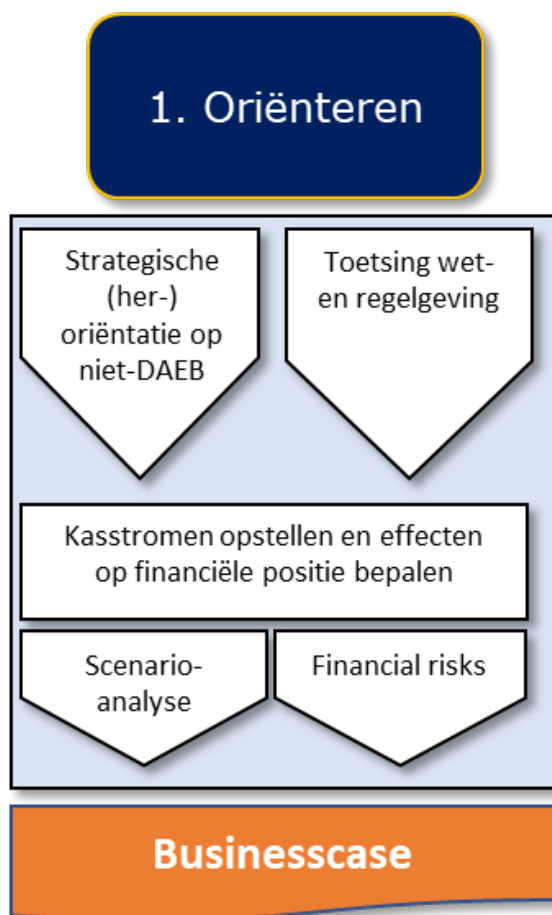 1. Oriënteren
Strategische
(her-)
oriëntatie op
niet-DAEB
Toetsing wet-
en regelgeving
Kasstromen opstellen en effecten
op financiële positie bepalen
Scenario-
analyse
Financial risks
Businesscase